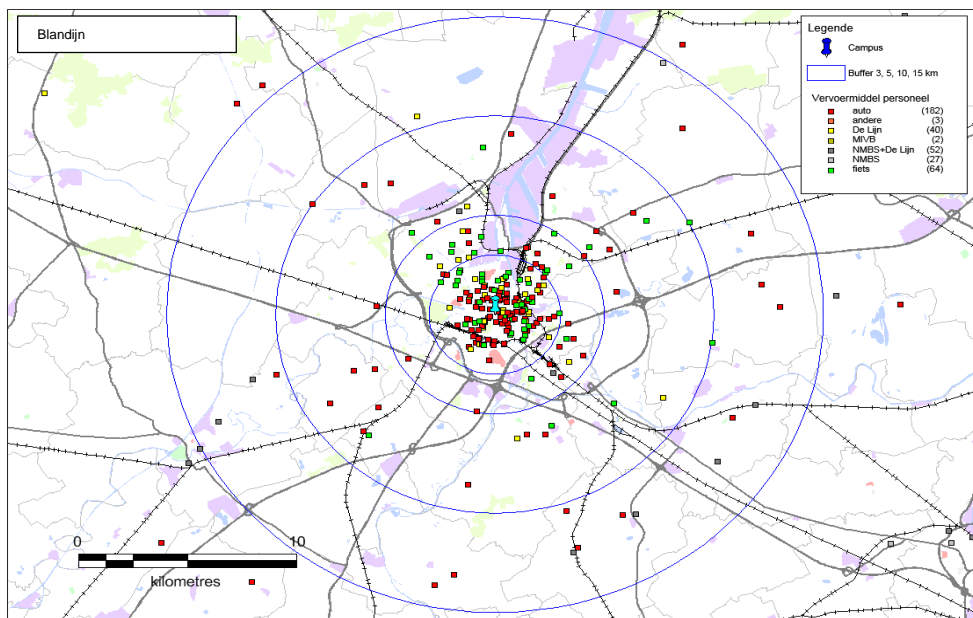 Blandijn
Legende
Campus
Buffer 3, 5, 10, 15 km
Vervoermiddel personeel
auto (182)
andere (3)
De Lijn (40)
MIVB (2)
NMBS+De Lijn (52)
NMBS (27)
fiets (64)
0 10
kilometres